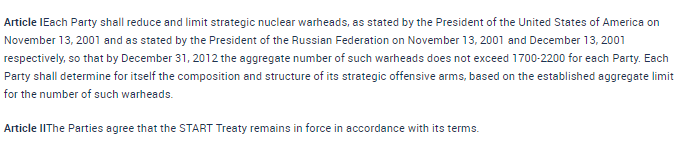 Article IEach Party shall reduce and limit strategic nuclear warheads, as stated by the President of the United States of America on
November 13, 2001 and as stated by the President of the Russian Federation on November 13, 2001 and December 13, 2001
respectively, so that by December 31, 2012 the aggregate number of such warheads does not exceed 1700-2200 for each Party. Each
Party shall determine for itself the composition and structure of its strategic offensive arms, based on the established aggregate limit
for the number of such warheads.
Article IIThe Parties agree that the START Treaty remains in force in accordance with its terms.